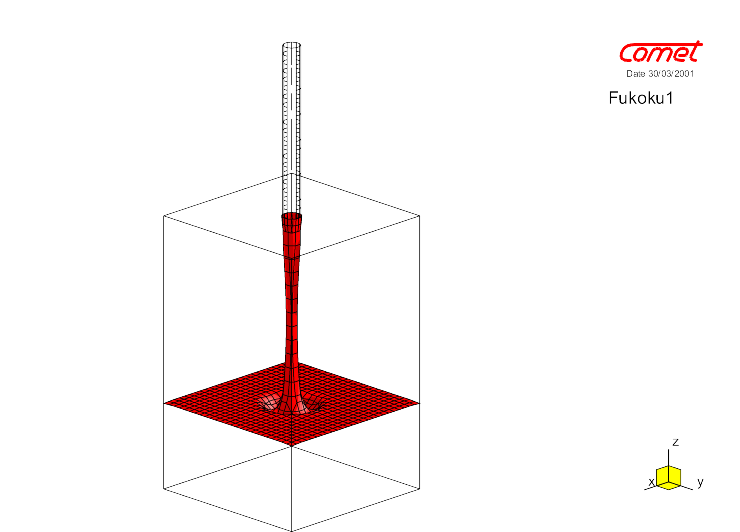 Comet
Date 30/03/2001
Fukoku1
z
x
y